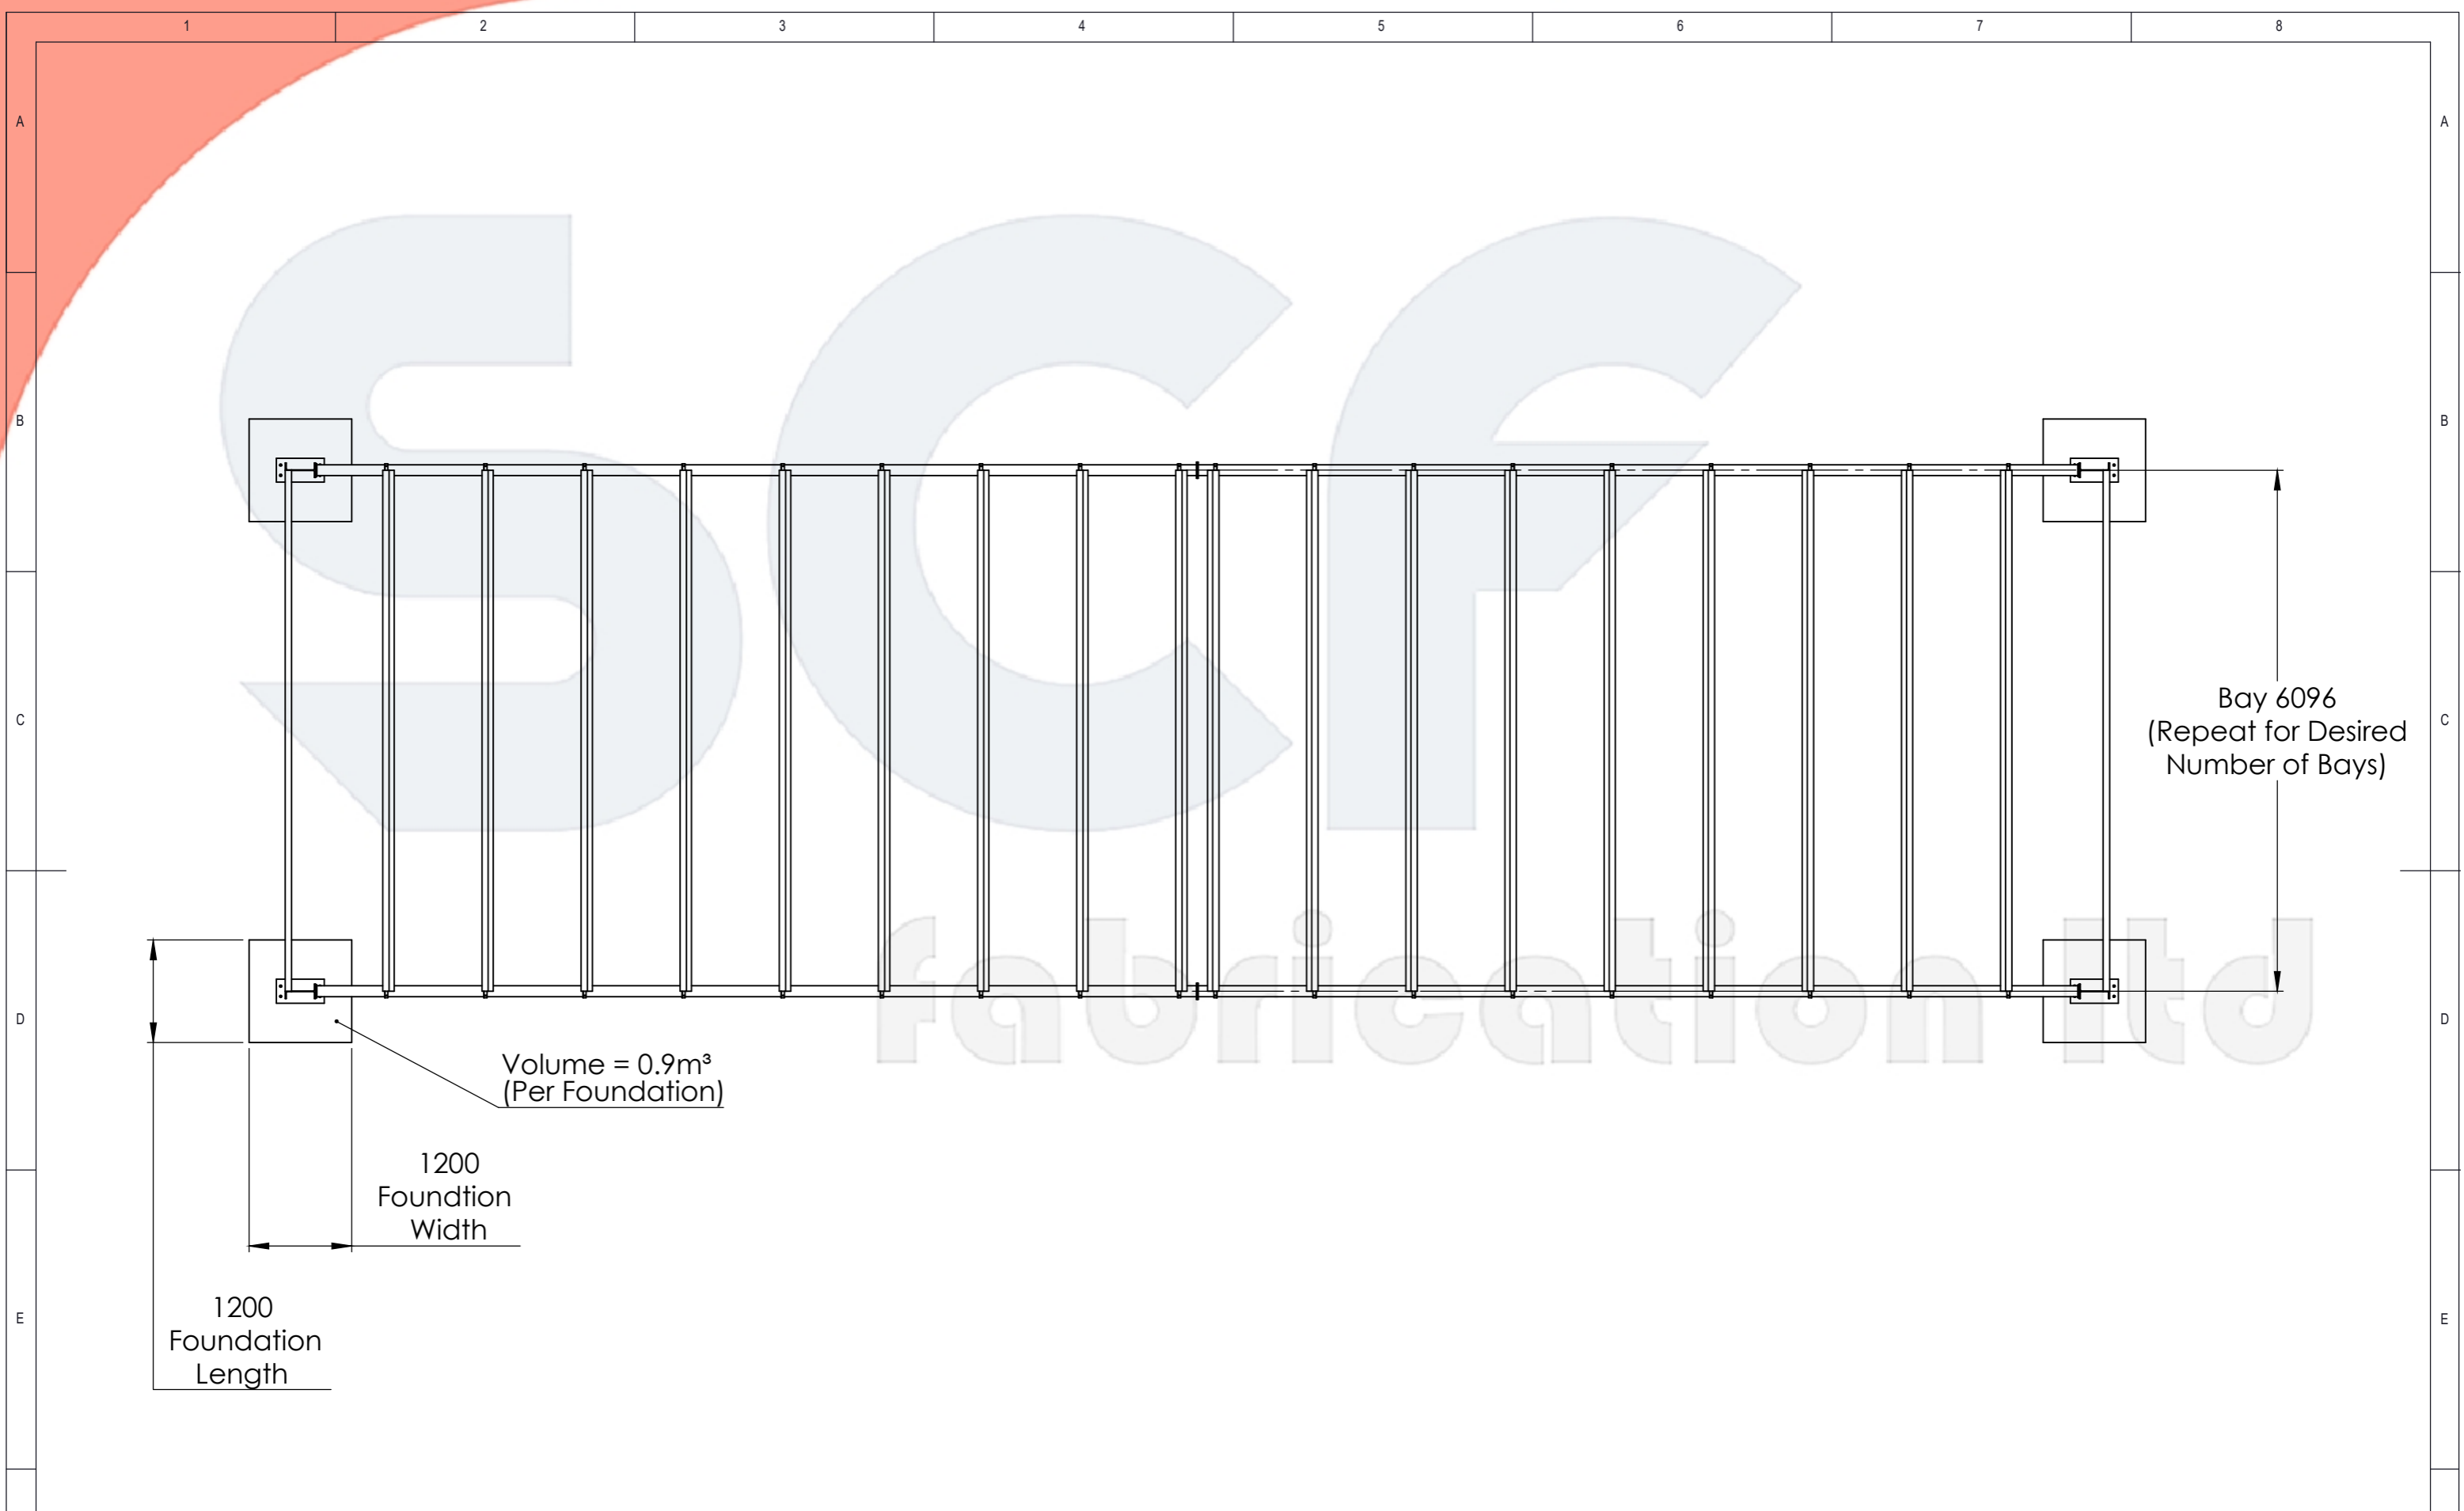 1 2 3 4 5 6 7 8
A A
B B
SCF
C C
Bay 6096
(Repeat for Desired
Number of Bays)
fabrication ltd
D D
Volume = 0.9m³
(Per Foundation)
1200
Foundtion
Width
1200
Foundation
Length
E E